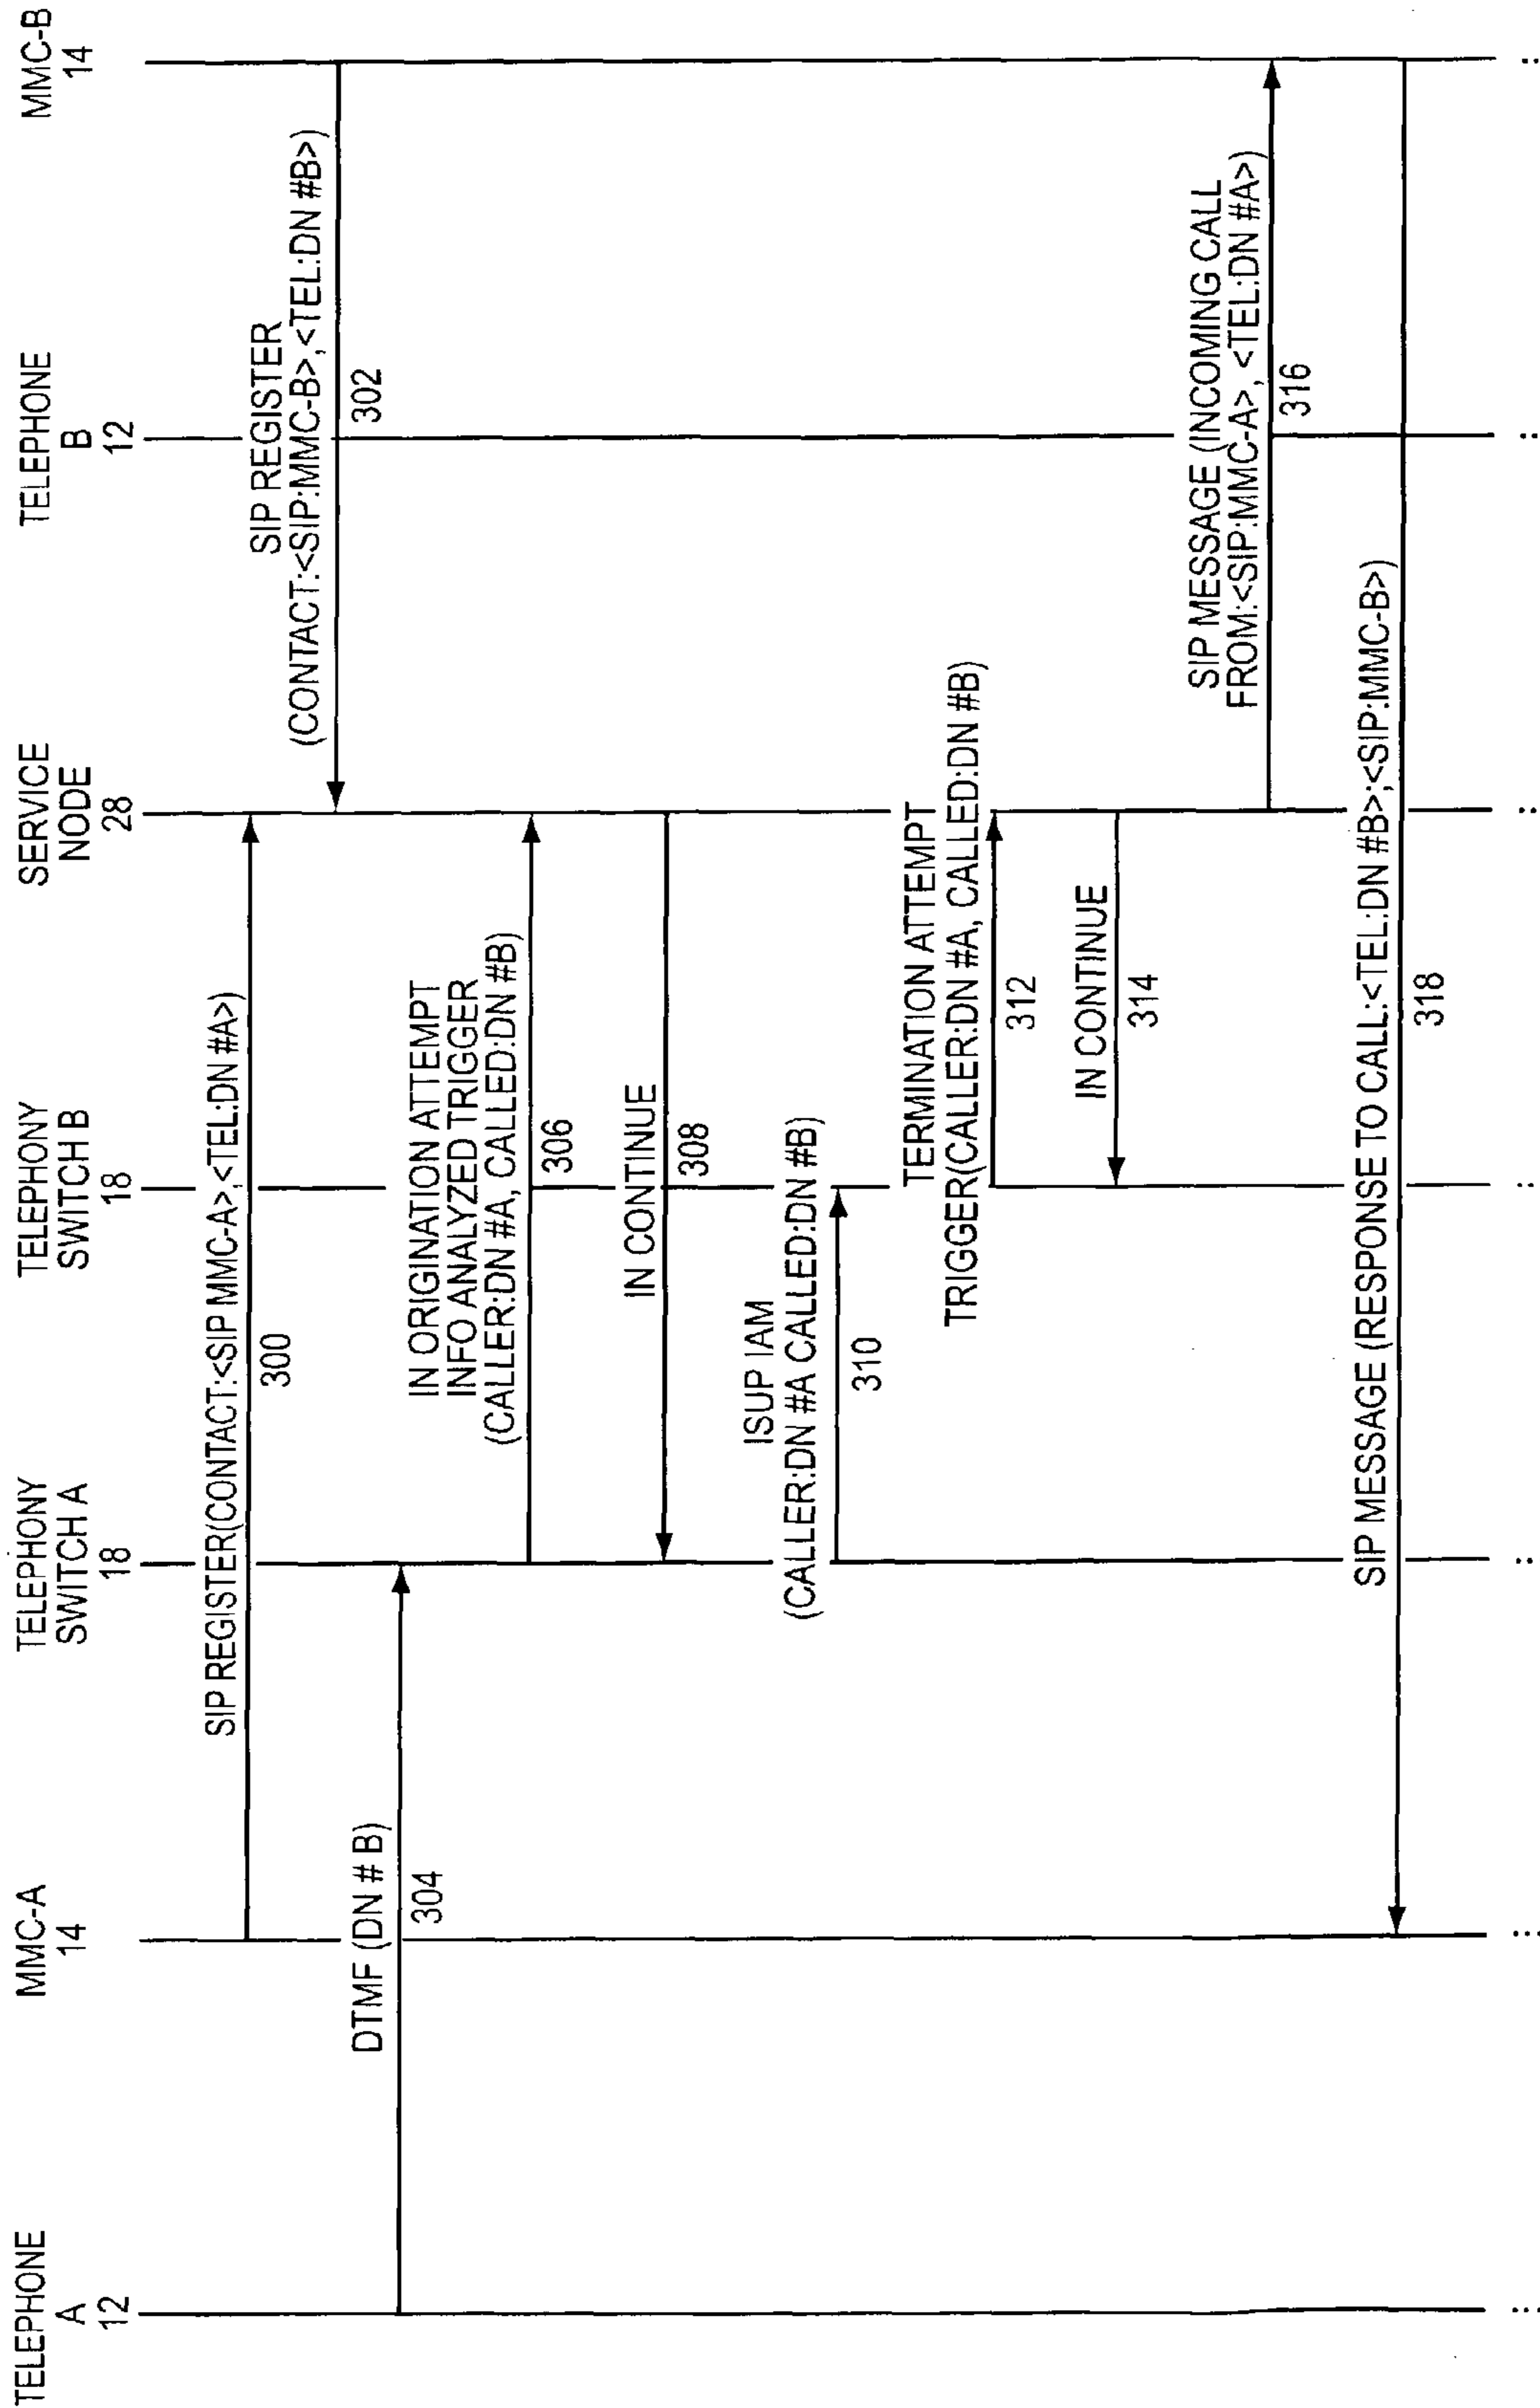 TELEPHONE
A
12
MMC-A
14
TELEPHONY
SWITCH A
18
TELEPHONY
SWITCH B
18
SERVICE
NODE
28
TELEPHONE
B
12
MMC-B
14
SIP REGISTER(CONTACT:<SIP MMC-A>,<TEL:DN #A>)
300
SIP REGISTER
(CONTACT:<SIP:MMC-B>,<TEL:DN #B>)
302
DTMF (DN # B)
304
IN ORIGINATION ATTEMPT
INFO ANALYZED TRIGGER
(CALLER:DN #A, CALLED:DN #B)
306
IN CONTINUE
308
ISUP IAM
(CALLER:DN #A CALLED:DN #B)
310
TERMINATION ATTEMPT
TRIGGER(CALLER:DN #A, CALLED:DN #B)
312
IN CONTINUE
314
SIP MESSAGE (INCOMING CALL
FROM:<SIP:MMC-A>, <TEL:DN #A>)
316
SIP MESSAGE (RESPONSE TO CALL:<TEL:DN #B>;<SIP:MMC-B>)
318